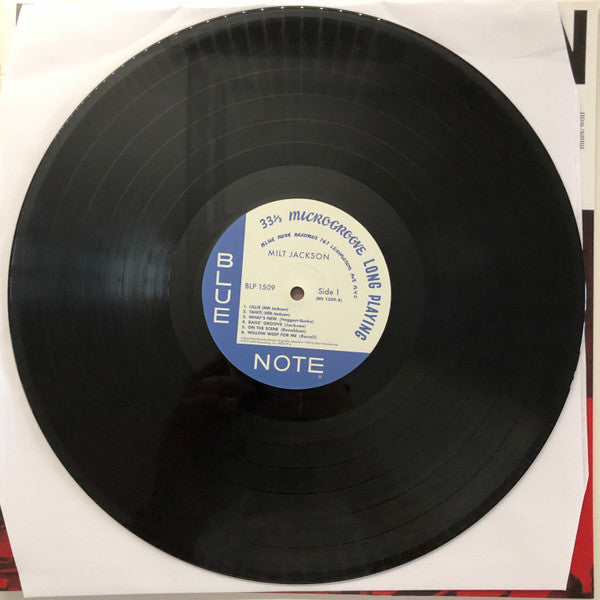 33⅓ MICROGROOVE LONG PLAYING
BLUE NOTE RECORDS 767 LEXINGTON AVE N.Y.C.
MILT JACKSON
BLP 1509
Side 1
(BN 1509-A)
1. LILLIE (Milt Jackson)
2. TAHITI (Milt Jackson)
3. WHAT'S NEW (Haggart-Burke)
4. BAGS' GROOVE (Jackson)
5. ON THE SCENE (Donaldson)
6. WILLOW WEEP FOR ME (Ronell)
BLUE
NOTE